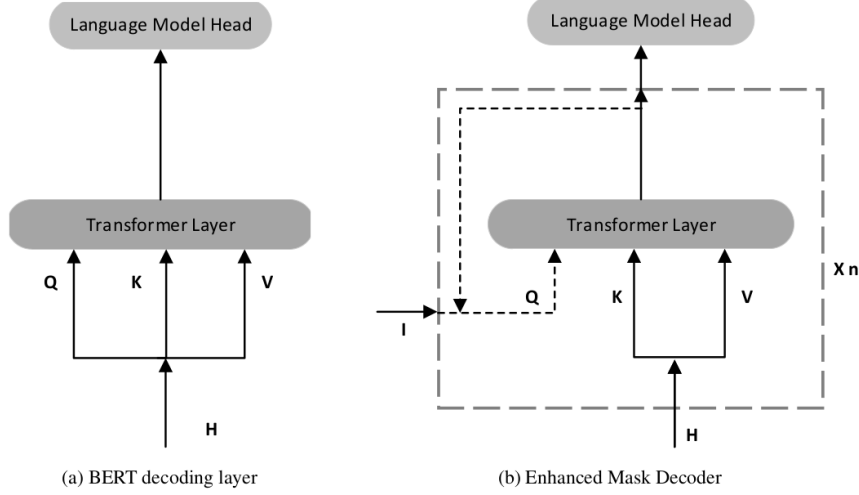 Language Model Head
Transformer Layer
Q
K
V
H
(a) BERT decoding layer
Language Model Head
Transformer Layer
Q
K
V
X n
I
H
(b) Enhanced Mask Decoder